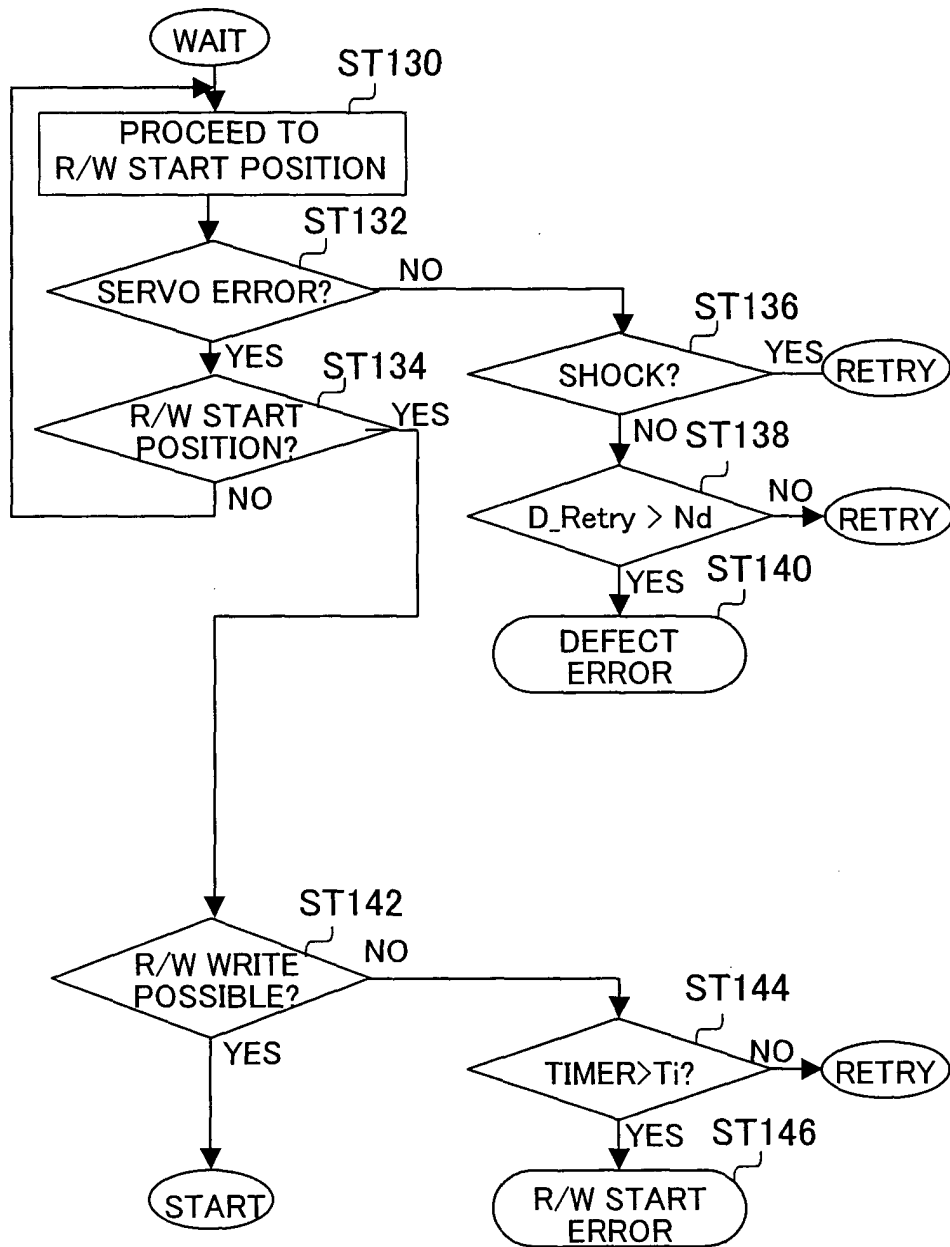 WAIT
ST130
PROCEED TO
R/W START POSITION
ST132
SERVO ERROR?
NO
YES
ST136
SHOCK?
YES
RETRY
ST134
R/W START
POSITION?
YES
NO
NO
ST138
D_Retry > Nd
NO
RETRY
YES
ST140
DEFECT
ERROR
ST142
R/W WRITE
POSSIBLE?
NO
YES
ST144
TIMER>Ti?
NO
RETRY
YES
ST146
R/W START
ERROR
START